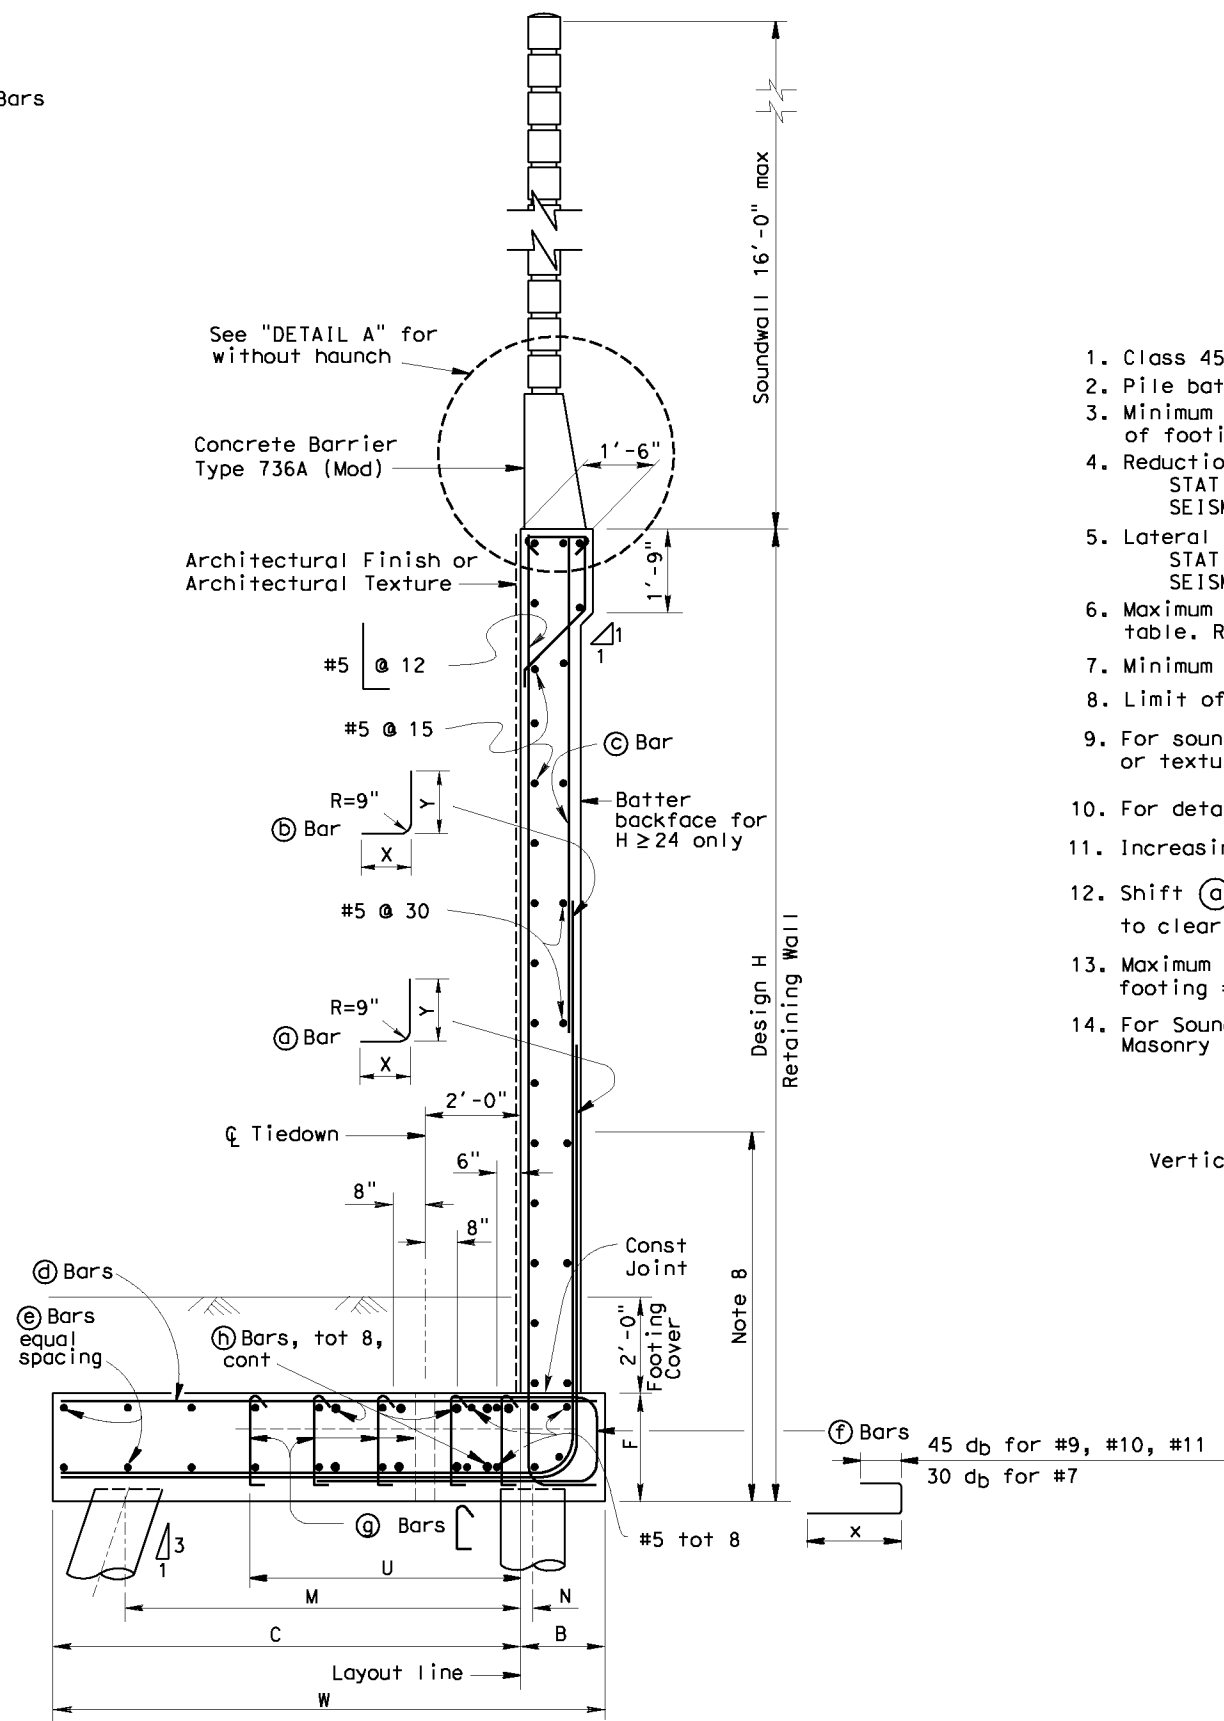 Bars
Soundwall 16'-0" max
See "DETAIL A" for
without haunch
Concrete Barrier
Type 736A (Mod)
1'-6"
Architectural Finish or
Architectural Texture
1'-9"
1
1
#5 @ 12
#5 @ 15
ⓒ Bar
R=9"
Y
ⓑ Bar
X
Batter
backface for
H ≥ 24 only
#5 @ 30
Design H
Retaining Wall
R=9"
Y
ⓐ Bar
X
2'-0"
℄ Tiedown
6"
8"
8"
Const
Joint
Note 8
ⓓ Bars
ⓔ Bars
equal
spacing
ⓗ Bars, tot 8,
cont
2'-0"
Footing
Cover
F
ⓕ Bars
45 db for #9, #10, #11
30 db for #7
x
ⓖ Bars
#5 tot 8
3
1
U
M
N
C
B
Layout line
W
1. Class 45
2. Pile bat
3. Minimum
of footi
4. Reductio
STAT
SEISM
5. Lateral
STAT
SEISM
6. Maximum
table. R
7. Minimum
8. Limit of
9. For soun
or textu
10. For deta
11. Increasin
12. Shift ⓐ
to clear
13. Maximum
footing =
14. For Soun
Masonry
Vertic